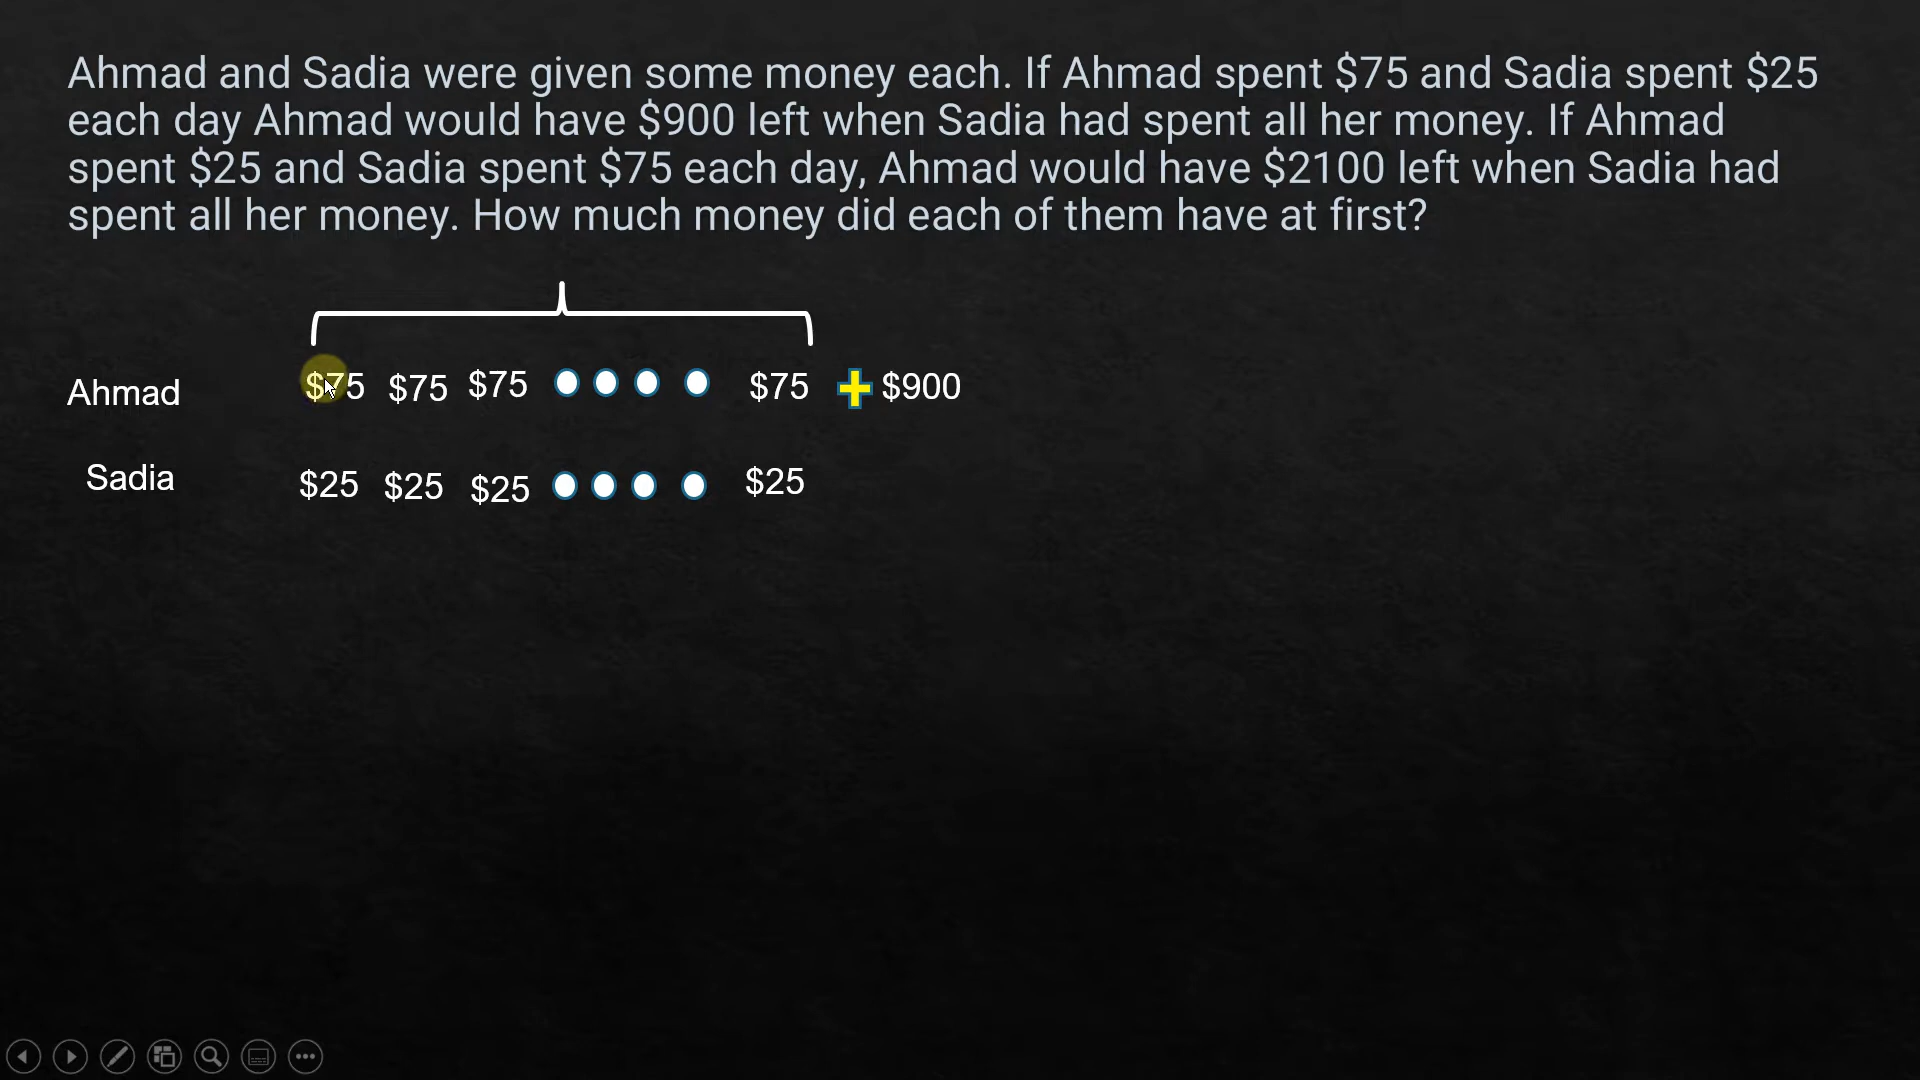 Ahmad and Sadia were given some money each. If Ahmad spent $75 and Sadia spent $25
each day Ahmad would have $900 left when Sadia had spent all her money. If Ahmad
spent $25 and Sadia spent $75 each day, Ahmad would have $2100 left when Sadia had
spent all her money. How much money did each of them have at first?
Ahmad $75 $75 $75 $75 + $900
Sadia $25 $25 $25 $25